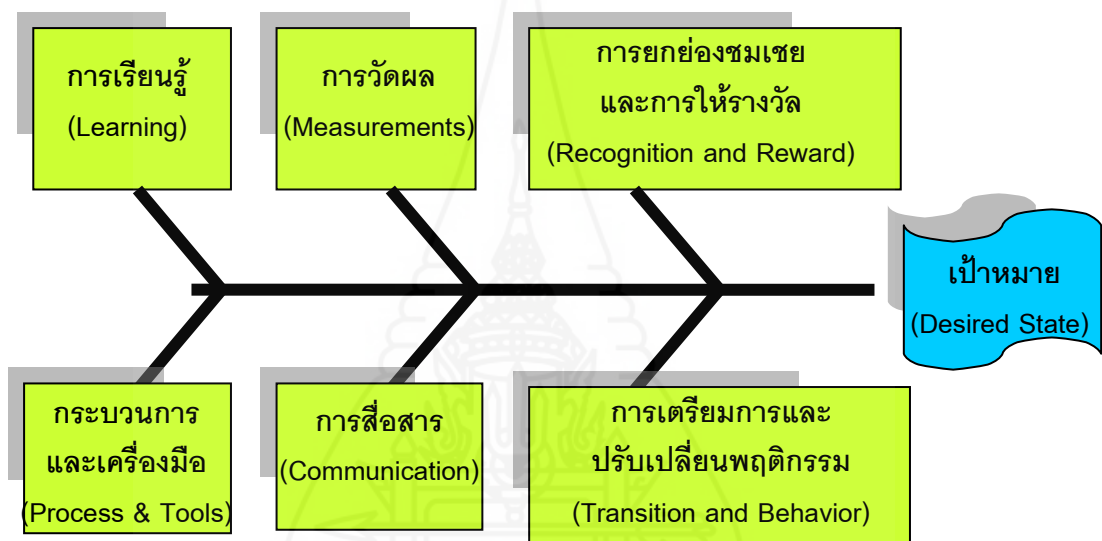 การเรียนรู้
(Learning)
การวัดผล
(Measurements)
การยกย่องชมเชย
และการให้รางวัล
(Recognition and Reward)
เป้าหมาย
(Desired State)
กระบวนการ
และเครื่องมือ
(Process & Tools)
การสื่อสาร
(Communication)
การเตรียมการและ
ปรับเปลี่ยนพฤติกรรม
(Transition and Behavior)